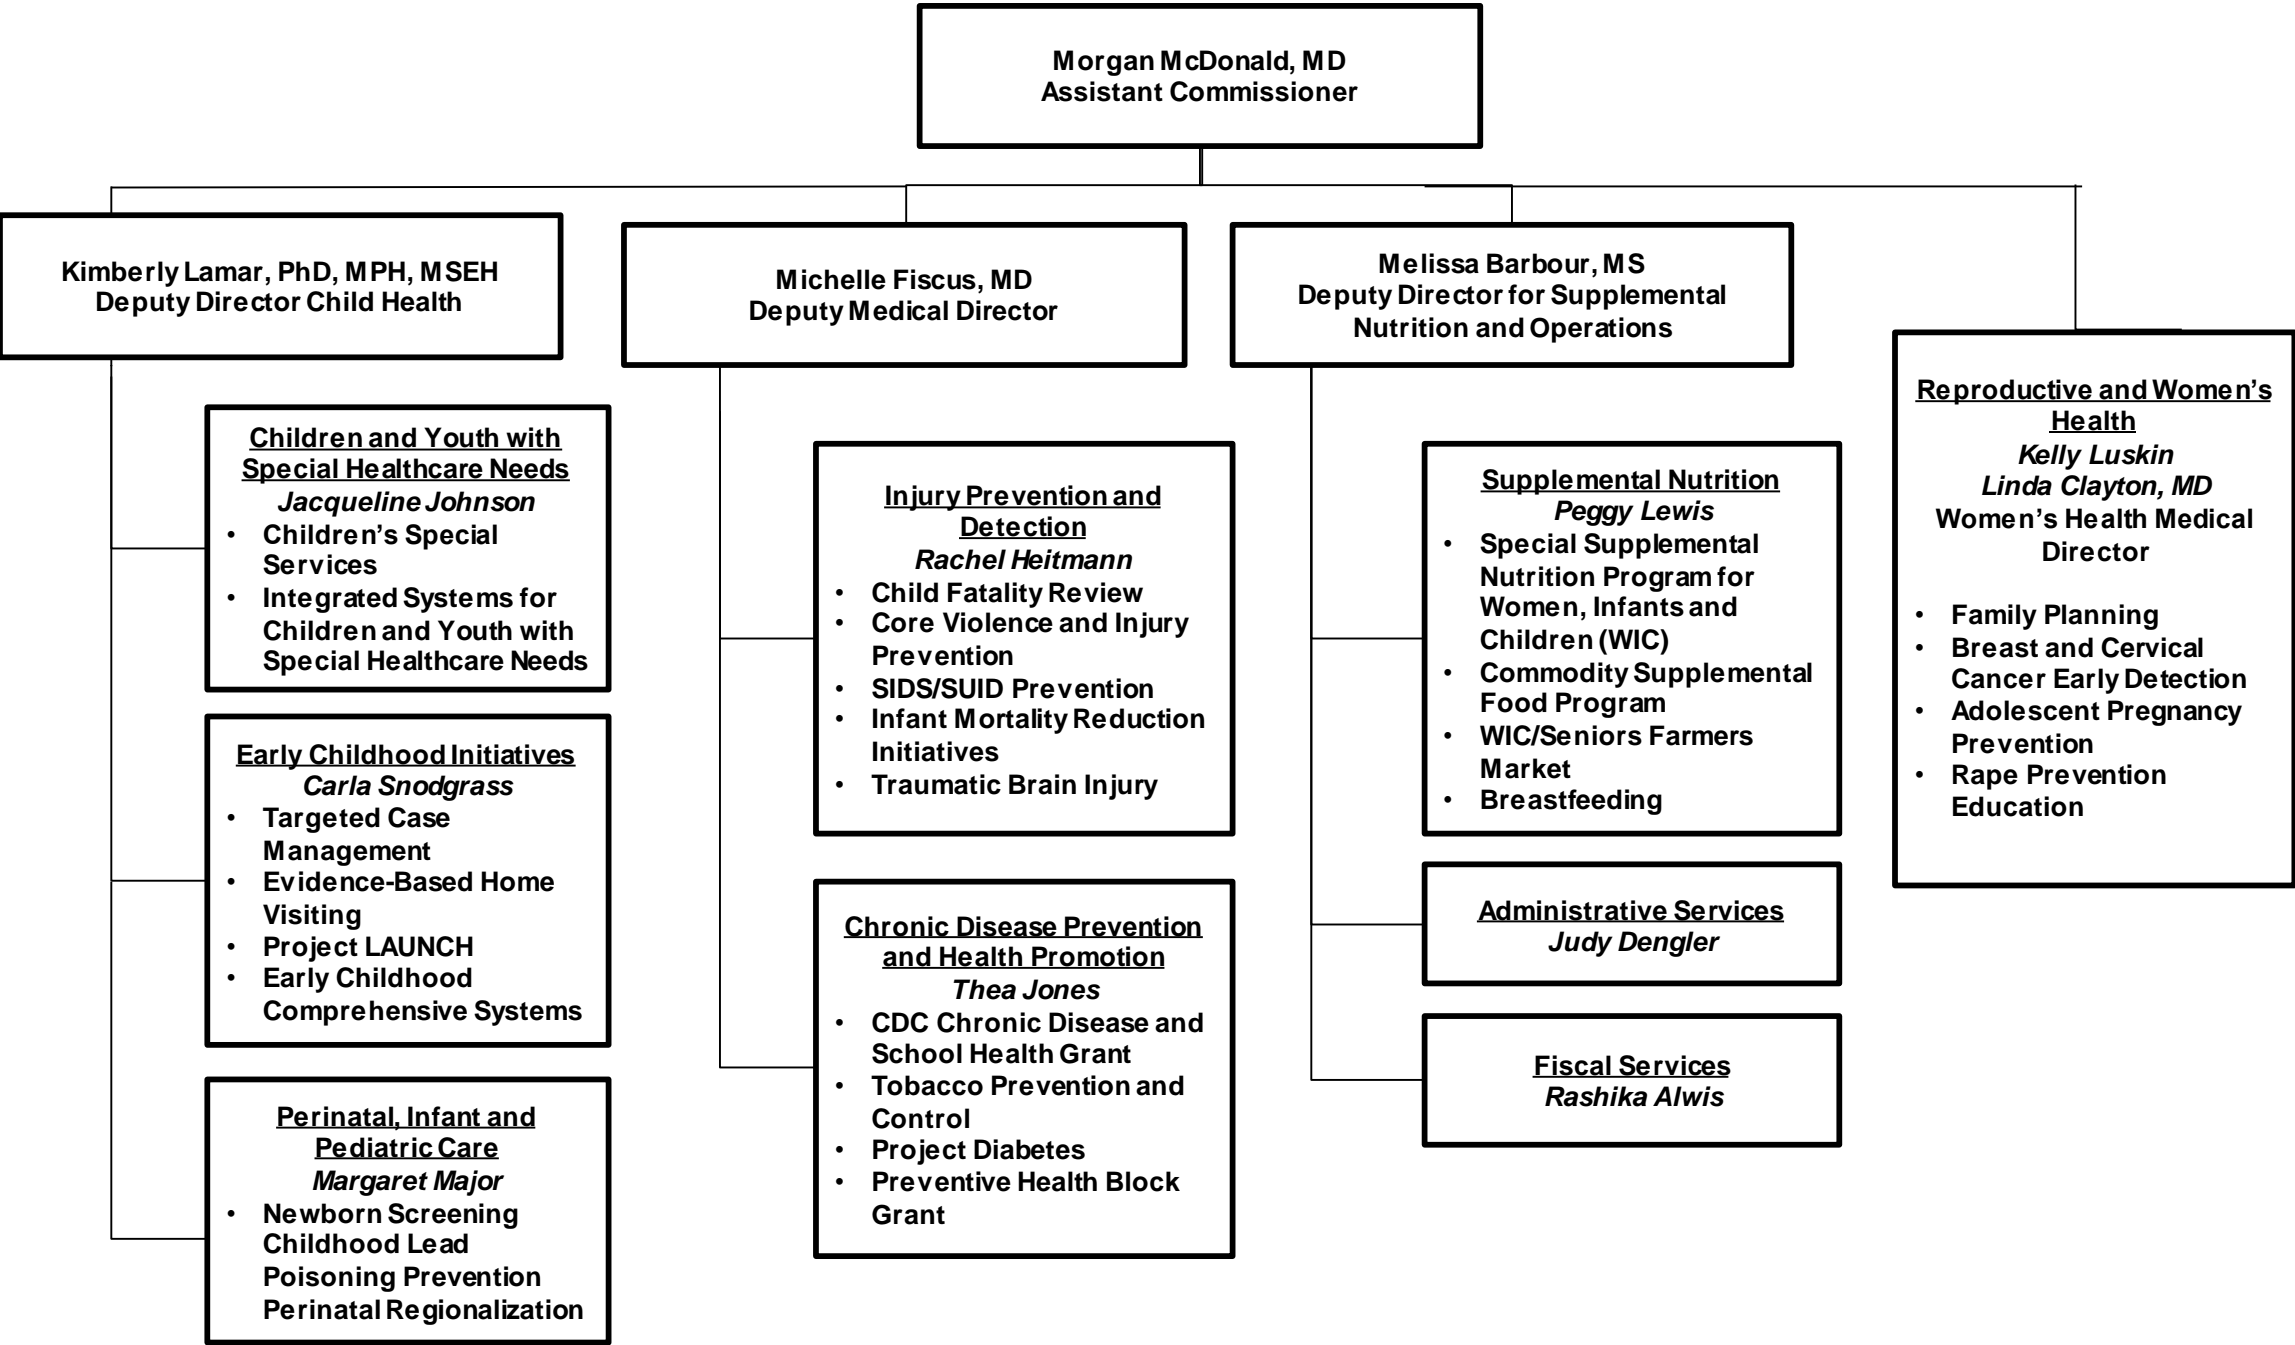 Morgan McDonald, MD
Assistant Commissioner
Kimberly Lamar, PhD, MPH, MSEH
Deputy Director Child Health
Children and Youth with
Special Healthcare Needs
Jacqueline Johnson
• Children’s Special
Services
• Integrated Systems for
Children and Youth with
Special Healthcare Needs
Early Childhood Initiatives
Carla Snodgrass
• Targeted Case
Management
• Evidence-Based Home
Visiting
• Project LAUNCH
• Early Childhood
Comprehensive Systems
Perinatal, Infant and
Pediatric Care
Margaret Major
• Newborn Screening
Childhood Lead
Poisoning Prevention
Perinatal Regionalization
Michelle Fiscus, MD
Deputy Medical Director
Injury Prevention and
Detection
Rachel Heitmann
• Child Fatality Review
• Core Violence and Injury
Prevention
• SIDS/SUID Prevention
• Infant Mortality Reduction
Initiatives
• Traumatic Brain Injury
Chronic Disease Prevention
and Health Promotion
Thea Jones
• CDC Chronic Disease and
School Health Grant
• Tobacco Prevention and
Control
• Project Diabetes
• Preventive Health Block
Grant
Melissa Barbour, MS
Deputy Director for Supplemental
Nutrition and Operations
Supplemental Nutrition
Peggy Lewis
• Special Supplemental
Nutrition Program for
Women, Infants and
Children (WIC)
• Commodity Supplemental
Food Program
• WIC/Seniors Farmers
Market
• Breastfeeding
Administrative Services
Judy Dengler
Fiscal Services
Rashika Alwis
Reproductive and Women’s
Health
Kelly Luskin
Linda Clayton, MD
Women’s Health Medical
Director
• Family Planning
• Breast and Cervical
Cancer Early Detection
• Adolescent Pregnancy
Prevention
• Rape Prevention
Education